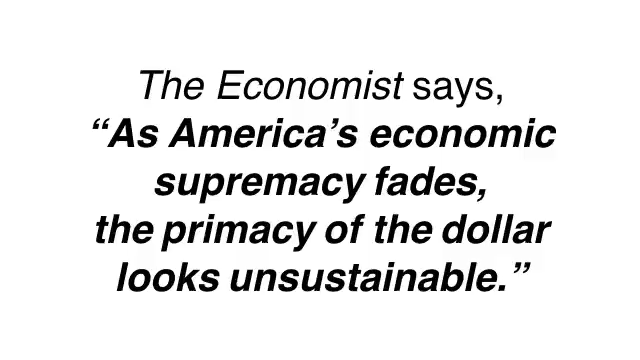 The Economist says,
“As America’s economic
supremacy fades,
the primacy of the dollar
looks unsustainable.”